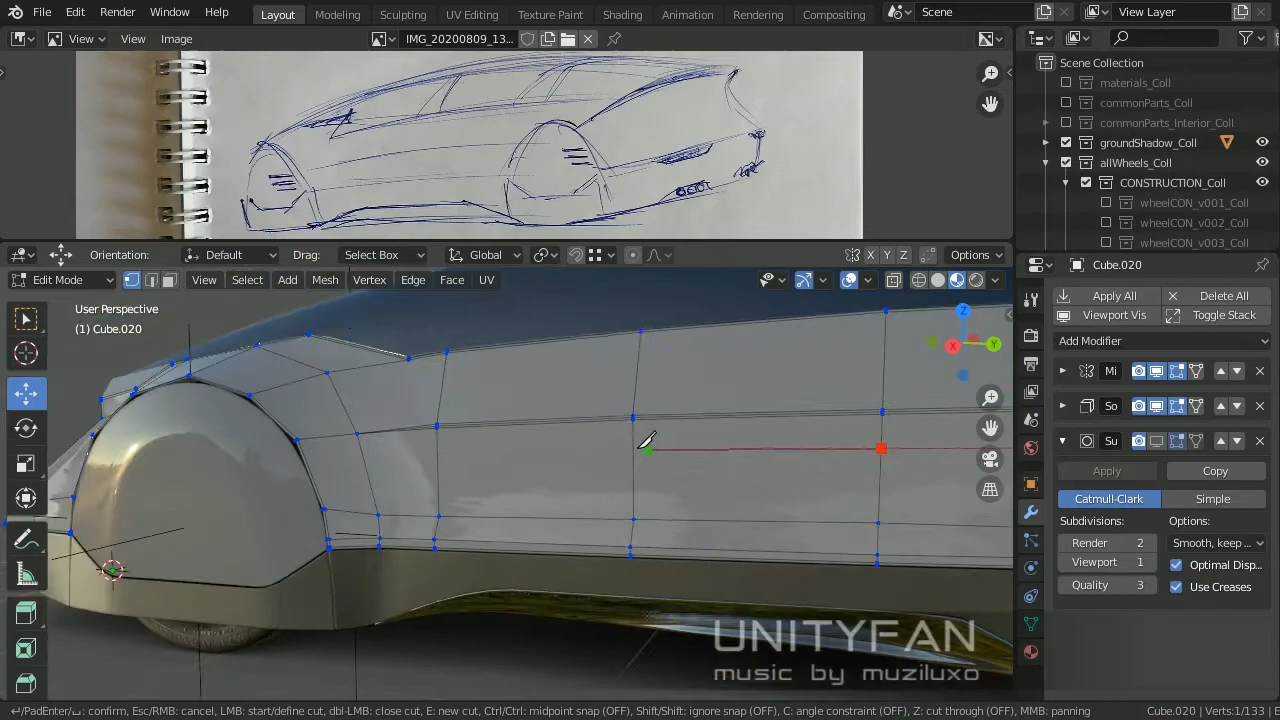 File Edit Render Window Help Layout Modeling Sculpting UV Editing Texture Paint Shading Animation Rendering Compositing Scene View Layer
View View Image IMG_20200809_13...
Scene Collection
materials_Coll
commonParts_Coll
commonParts_Interior_Coll
groundShadow_Coll
allWheels_Coll
CONSTRUCTION_Coll
wheelCON_v001_Coll
wheelCON_v002_Coll
wheelCON_v003_Coll
Orientation: Default Drag: Select Box Global X Y Z Options
Edit Mode View Select Add Mesh Vertex Edge Face UV
User Perspective
(1) Cube.020
Z
X
Y
Cube.020
Apply All Delete All
Viewport Vis Toggle Stack
Add Modifier
Mi
So
Su
Apply Copy
Catmull-Clark Simple
Subdivisions: Options:
Render 2 Smooth, keep ...
Viewport 1 Optimal Disp...
Quality 3 Use Creases
UNITYFAN
music by muziluxo
↵/PadEnter/␣: confirm, Esc/RMB: cancel, LMB: start/define cut, dbl-LMB: close cut, E: new cut, Ctrl/Ctrl: midpoint snap (OFF), Shift/Shift: ignore snap (OFF), C: angle constraint (OFF), Z: cut through (OFF), MMB: panning Cube.020 | Verts:1/133 | E